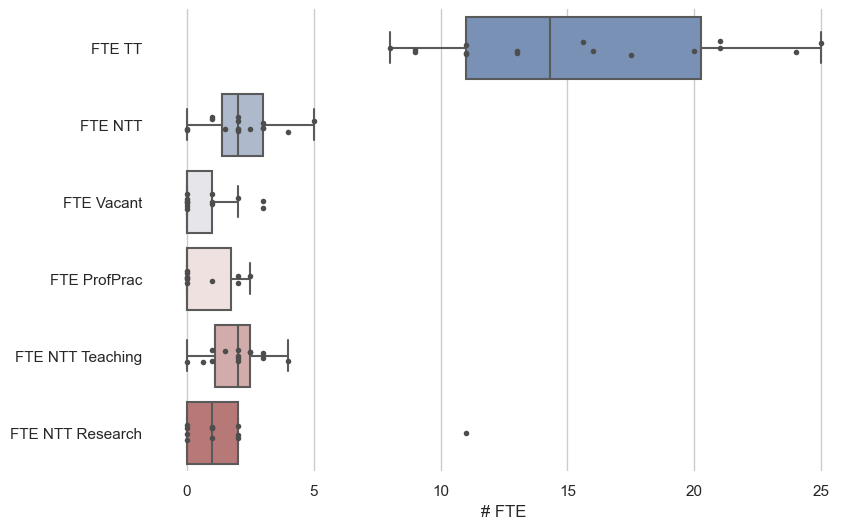 FTE TT
FTE NTT
FTE Vacant
FTE ProfPrac
FTE NTT Teaching
FTE NTT Research
0 5 10 15 20 25
# FTE